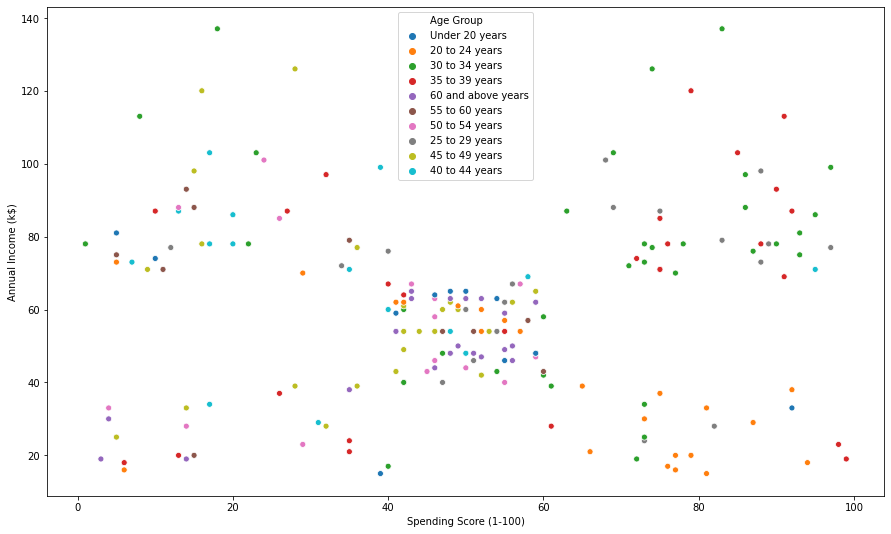 140
120
100
80
60
40
20
Annual Income (k$)
Age Group
Under 20 years
20 to 24 years
30 to 34 years
35 to 39 years
60 and above years
55 to 60 years
50 to 54 years
25 to 29 years
45 to 49 years
40 to 44 years
0
20
40
60
80
100
Spending Score (1-100)